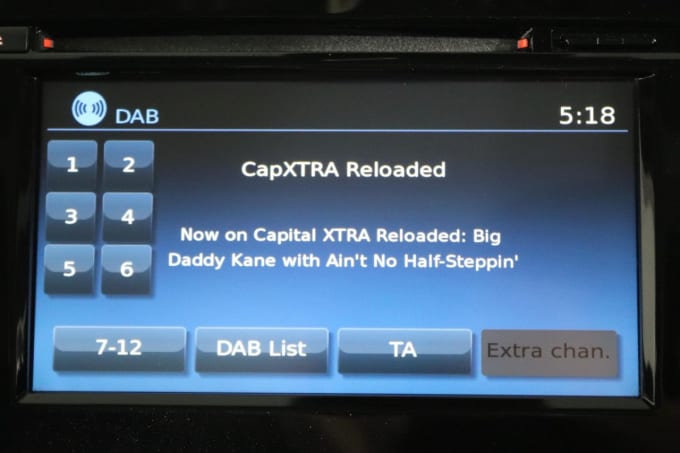 DAB
5:18
1
2
CapXTRA Reloaded
3
4
Now on Capital XTRA Reloaded: Big
Daddy Kane with Ain't No Half-Steppin'
5
6
7-12
DAB List
TA
Extra chan.